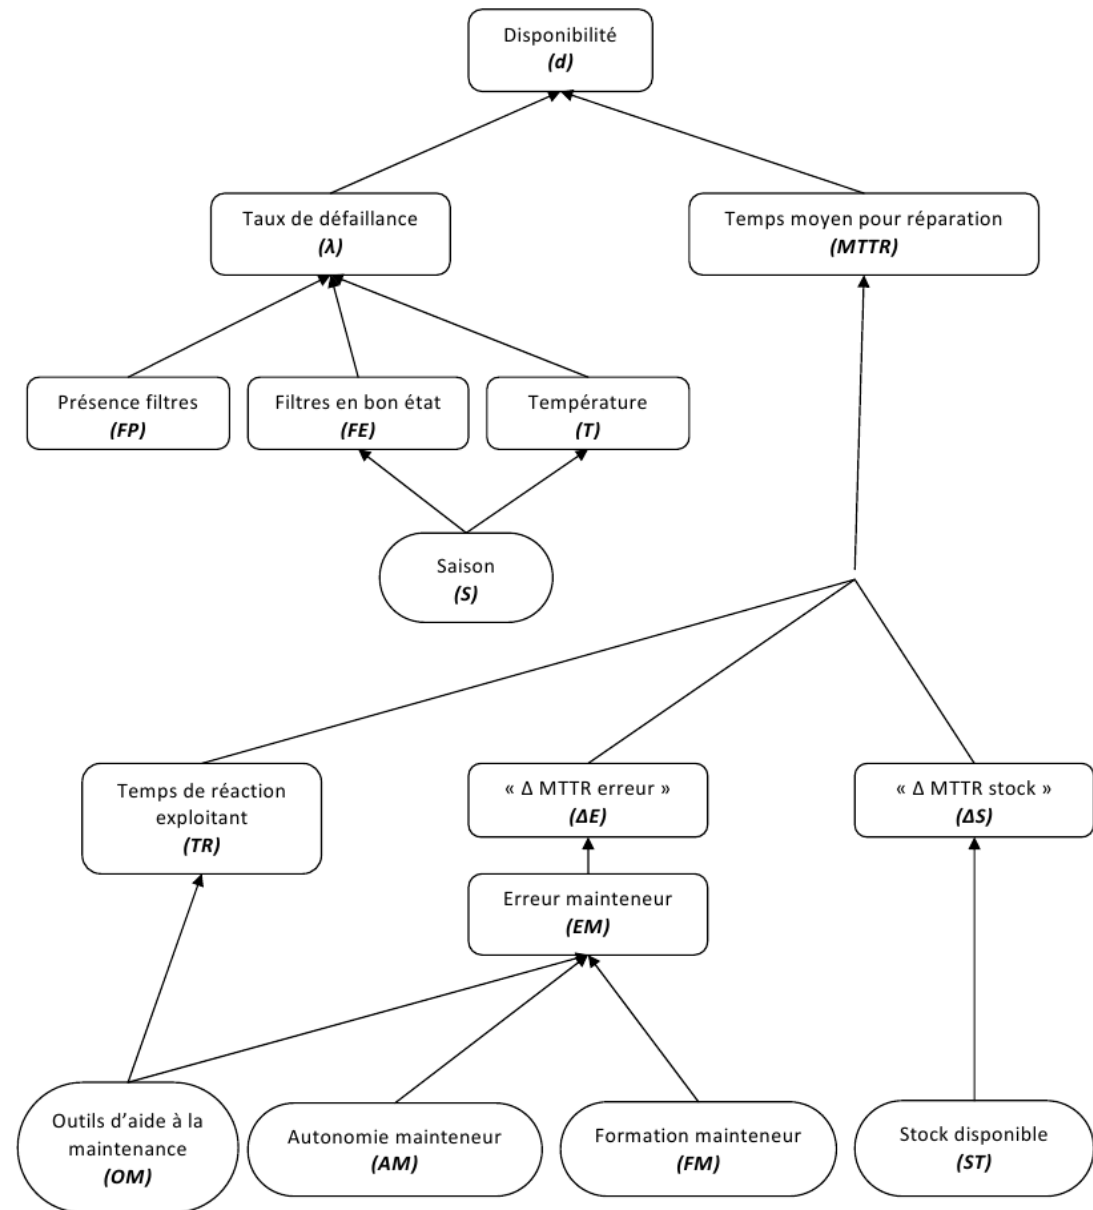 Disponibilité
(d)
Taux de défaillance
(λ)
Temps moyen pour réparation
(MTTR)
Présence filtres
(FP)
Filtres en bon état
(FE)
Température
(T)
Saison
(S)
Temps de réaction
exploitant
(TR)
« Δ MTTR erreur »
(ΔE)
« Δ MTTR stock »
(ΔS)
Erreur mainteneur
(EM)
Outils d’aide à la
maintenance
(OM)
Autonomie mainteneur
(AM)
Formation mainteneur
(FM)
Stock disponible
(ST)